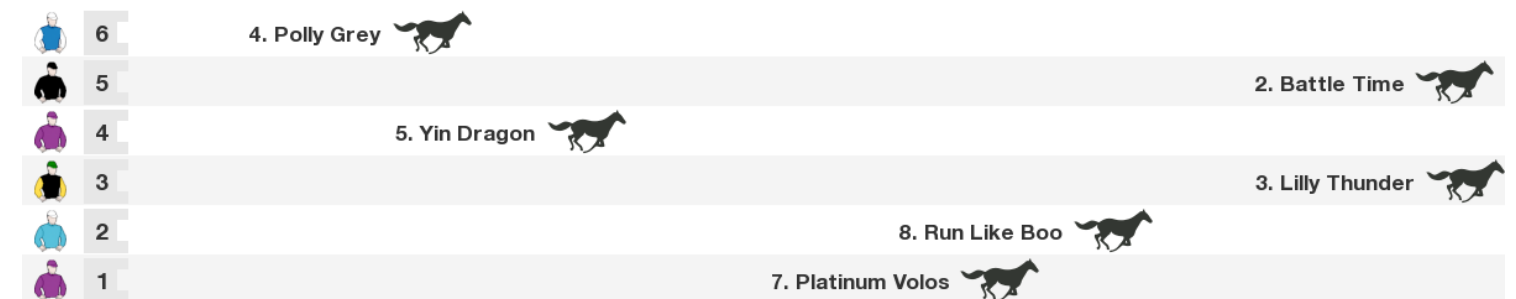 6 4. Polly Grey
5 2. Battle Time
4 5. Yin Dragon
3 3. Lilly Thunder
2 8. Run Like Boo
1 7. Platinum Volos